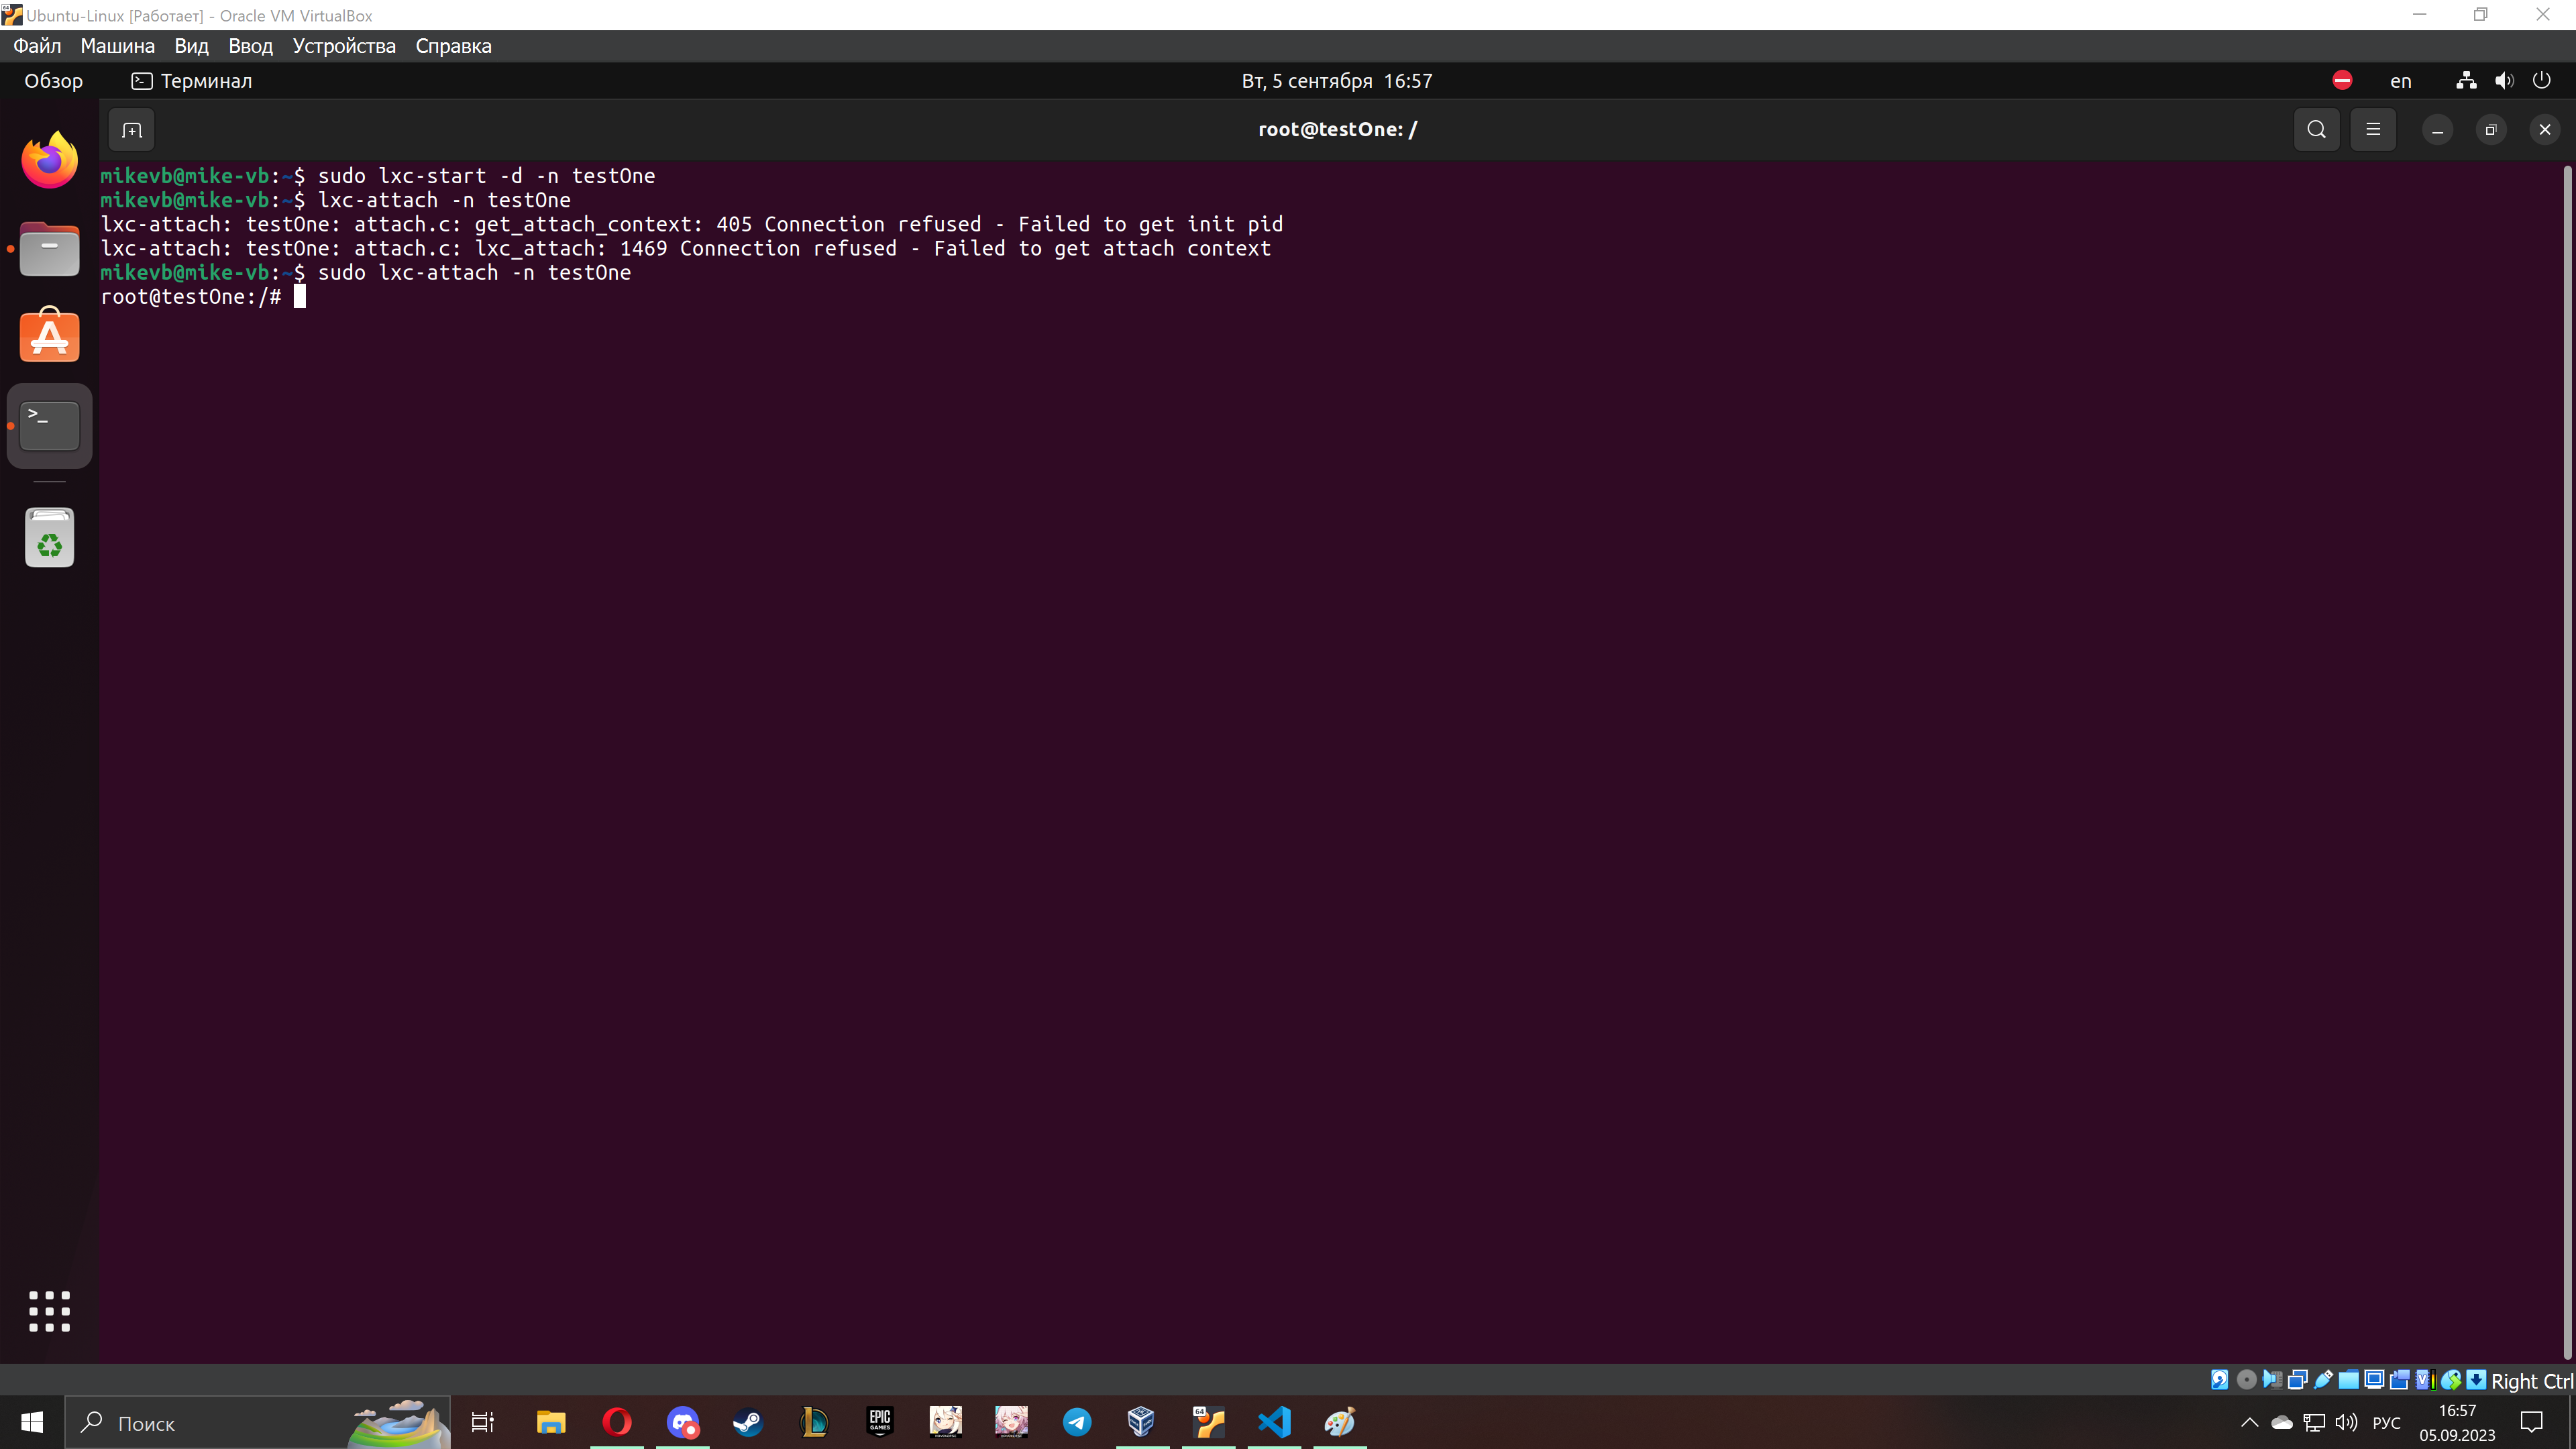 Ubuntu-Linux [Работает] - Oracle VM VirtualBox
Файл Машина Вид Ввод Устройства Справка
Обзор Терминал Вт, 5 сентября 16:57 en
root@testOne: /
mikevb@mike-vb:~$ sudo lxc-start -d -n testOne
mikevb@mike-vb:~$ lxc-attach -n testOne
lxc-attach: testOne: attach.c: get_attach_context: 405 Connection refused - Failed to get init pid
lxc-attach: testOne: attach.c: lxc_attach: 1469 Connection refused - Failed to get attach context
mikevb@mike-vb:~$ sudo lxc-attach -n testOne
root@testOne:/#
Right Ctrl
Поиск
EPIC
GAMES
64
РУС
16:57
05.09.2023